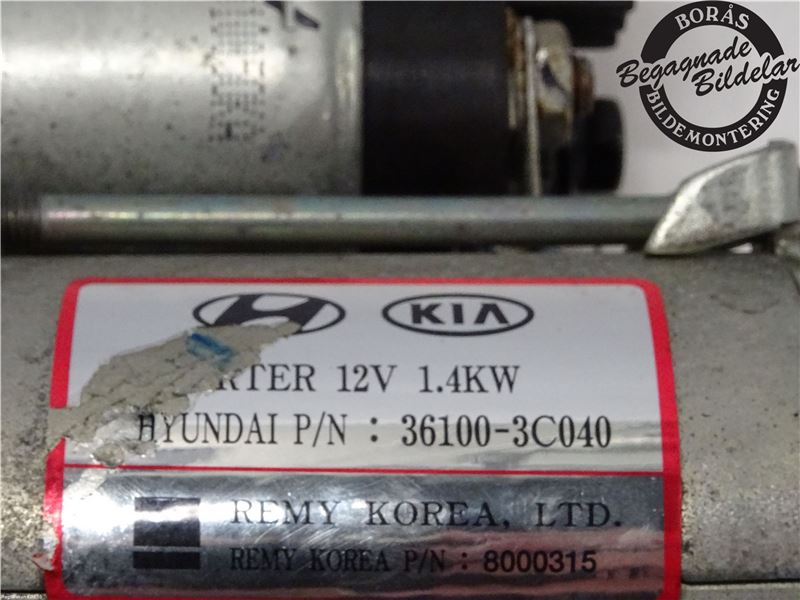 BORÅS
Begagnade
Bildelar
BILDEMONTERING
KIA
RTER 12V 1.4KW
HYUNDAI P/N : 36100-3C040
REMY KOREA, LTD.
REMY KOREA P/N : 8000315